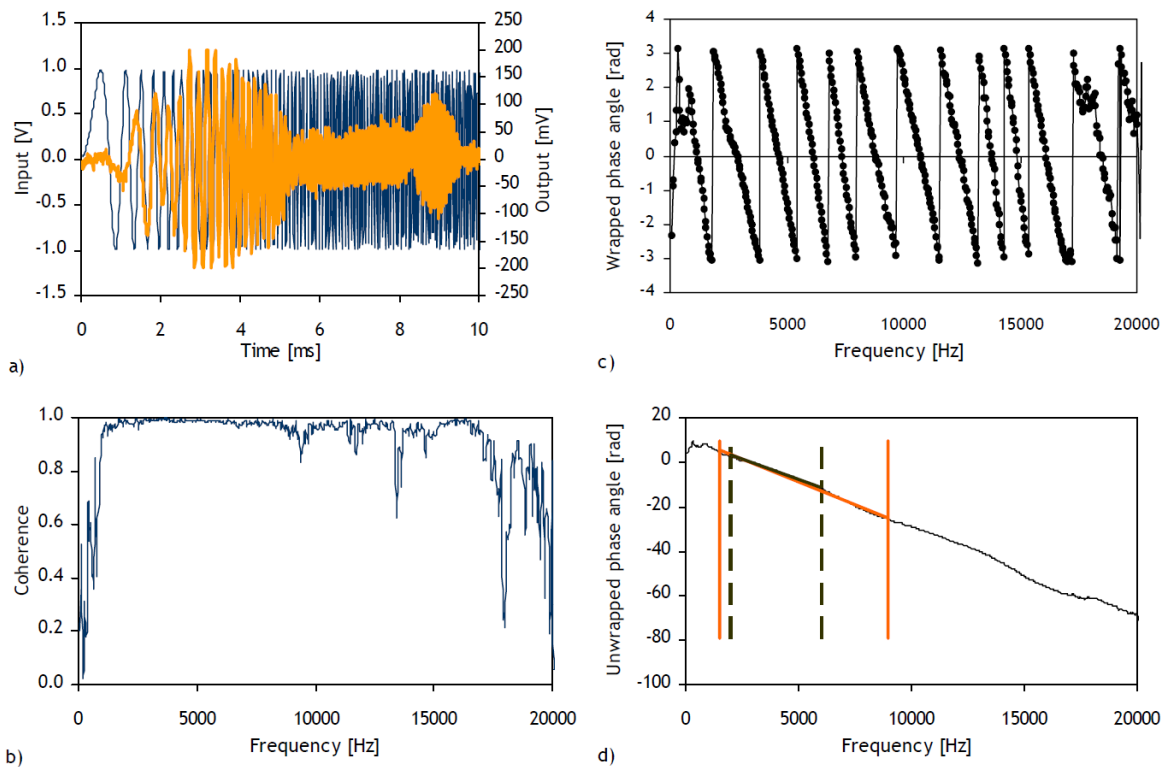 1.5
1.0
0.5
0.0
-0.5
-1.0
-1.5
Input [V]
250
200
150
100
50
0
-50
-100
-150
-200
-250
Output [mV]
0 2 4 6 8 10
Time [ms]
a)
4
3
2
1
0
-1
-2
-3
-4
Wrapped phase angle [rad]
0 5000 10000 15000 20000
Frequency [Hz]
c)
1.0
0.8
0.6
0.4
0.2
0.0
Coherence
0 5000 10000 15000 20000
Frequency [Hz]
b)
20
0
-20
-40
-60
-80
-100
Unwrapped phase angle [rad]
0 5000 10000 15000 20000
Frequency [Hz]
d)